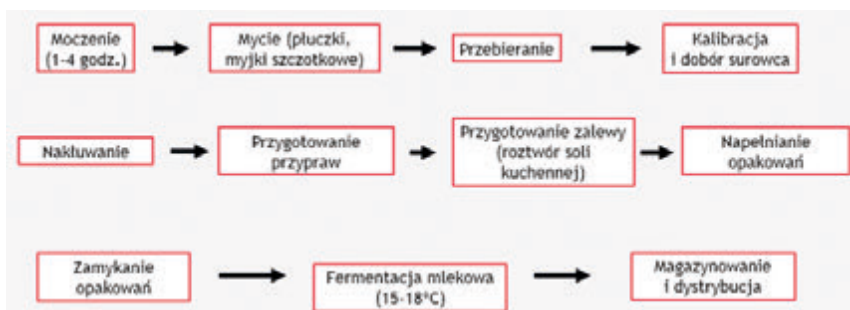 Moczenie
(1-4 godz.)
Mycie (płuczki,
myjki szczotkowe)
Przebieranie
Kalibracja
i dobór surowca
Nakłuwanie
Przygotowanie
przypraw
Przygotowanie zalewy
(roztwór soli
kuchennej)
Napełnianie
opakowań
Zamykanie
opakowań
Fermentacja mlekowa
(15-18°C)
Magazynowanie
i dystrybucja